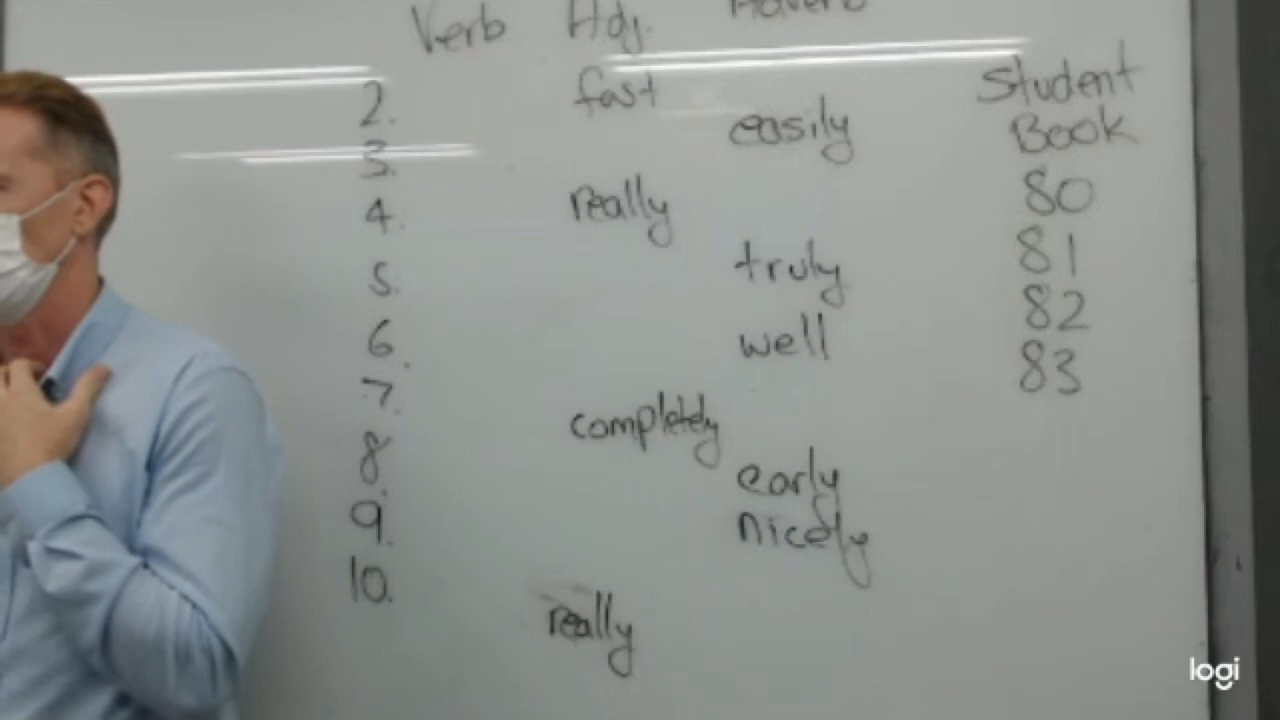 Verb Adj. Adverb
2. fast
3. easily
4. really
5. truly
6. well
7.
8. completely
9. early
10. nicely
really
Student
Book
80
81
82
83
logi